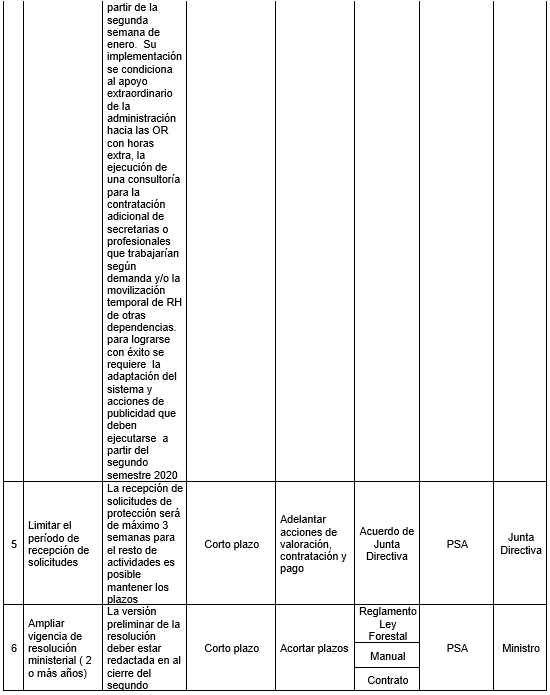 partir de la
segunda
semana de
enero. Su
implementación
se condiciona
al apoyo
extraordinario
de la
administración
hacia las OR
con horas
extra, la
ejecución de
una consultoría
para la
contratación
adicional de
secretarias o
profesionales
que trabajarían
según
demanda y/o la
movilización
temporal de RH
de otras
dependencias.
para lograrse
con éxito se
requiere la
adaptación del
sistema y
acciones de
publicidad que
deben
ejecutarse a
partir del
segundo
semestre 2020
5
Limitar el
período de
recepción de
solicitudes
La recepción de
solicitudes de
protección será
de máximo 3
semanas para
el resto de
actividades es
posible
mantener los
plazos
Corto plazo
Adelantar
acciones de
valoración,
contratación y
pago
Acuerdo de
Junta
Directiva
PSA
Junta
Directiva
6
Ampliar
vigencia de
resolución
ministerial ( 2
o más años)
La versión
preliminar de la
resolución
deber estar
redactada en al
cierre del
segundo
Corto plazo
Acortar plazos
Reglamento
Ley
Forestal
Manual
Contrato
PSA
Ministro